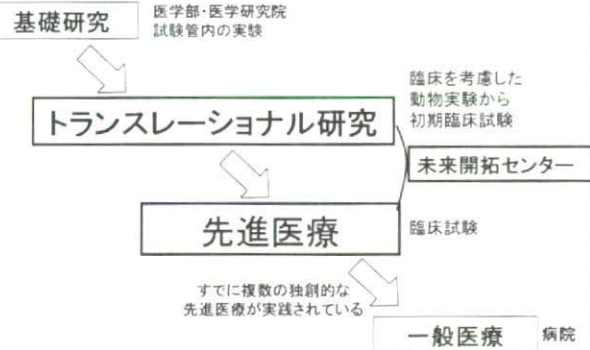 基礎研究
医学部・医学研究院
試験管内の実験
トランスレーショナル研究
臨床を考慮した
動物実験から
初期臨床試験
未来開拓センター
先進医療
臨床試験
すでに複数の独創的な
先進医療が実践されている
一般医療
病院